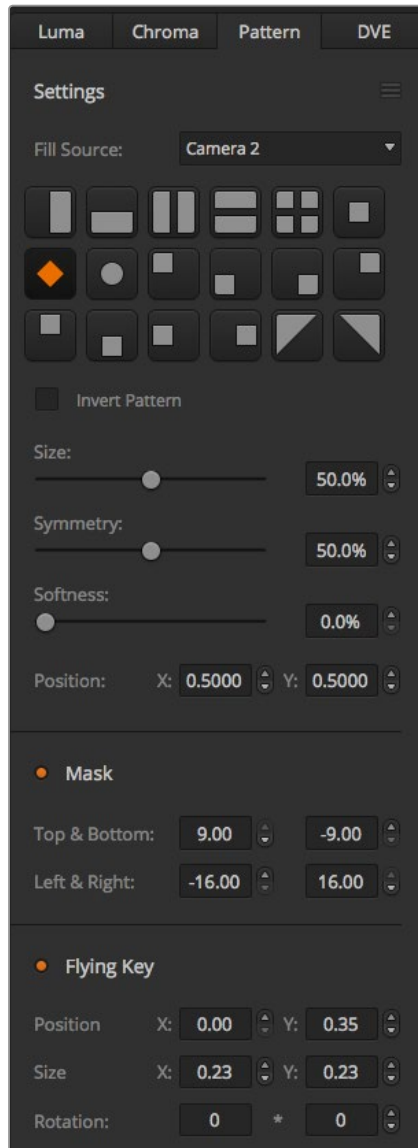 Luma Chroma Pattern DVE
Settings
Fill Source: Camera 2
Invert Pattern
Size:
50.0%
Symmetry:
50.0%
Softness:
0.0%
Position: X: 0.5000 Y: 0.5000
Mask
Top & Bottom: 9.00 -9.00
Left & Right: -16.00 16.00
Flying Key
Position X: 0.00 Y: 0.35
Size X: 0.23 Y: 0.23
Rotation: 0 * 0